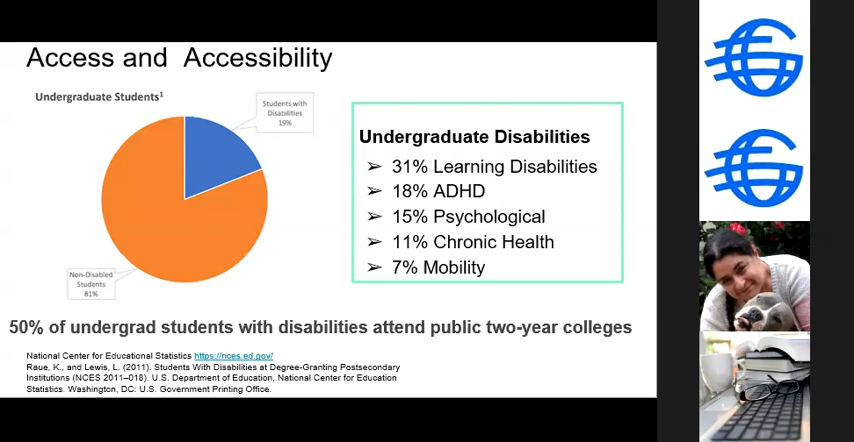 Access and  Accessibility
Undergraduate Students¹
Students with
Disabilities
19%
Non-Disabled
Students
81%
Undergraduate Disabilities
➢ 31% Learning Disabilities
➢ 18% ADHD
➢ 15% Psychological
➢ 11% Chronic Health
➢ 7% Mobility
50% of undergrad students with disabilities attend public two-year colleges
National Center for Educational Statistics https://nces.ed.gov/
Raue, K., and Lewis, L. (2011). Students With Disabilities at Degree-Granting Postsecondary
Institutions (NCES 2011–018). U.S. Department of Education, National Center for Education
Statistics. Washington, DC: U.S. Government Printing Office.